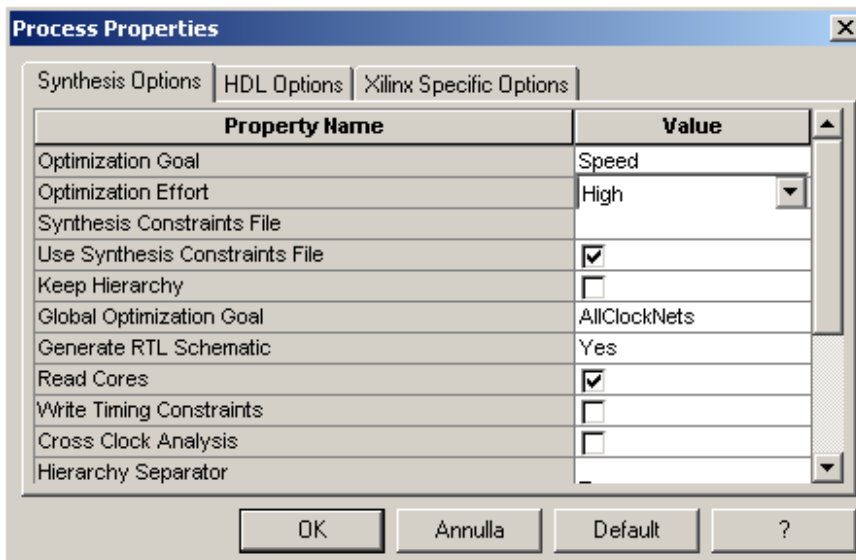 Process Properties
Synthesis Options HDL Options Xilinx Specific Options
Property Name Value
Optimization Goal Speed
Optimization Effort High
Synthesis Constraints File
Use Synthesis Constraints File
Keep Hierarchy
Global Optimization Goal AllClockNets
Generate RTL Schematic Yes
Read Cores
Write Timing Constraints
Cross Clock Analysis
Hierarchy Separator
OK Annulla Default ?